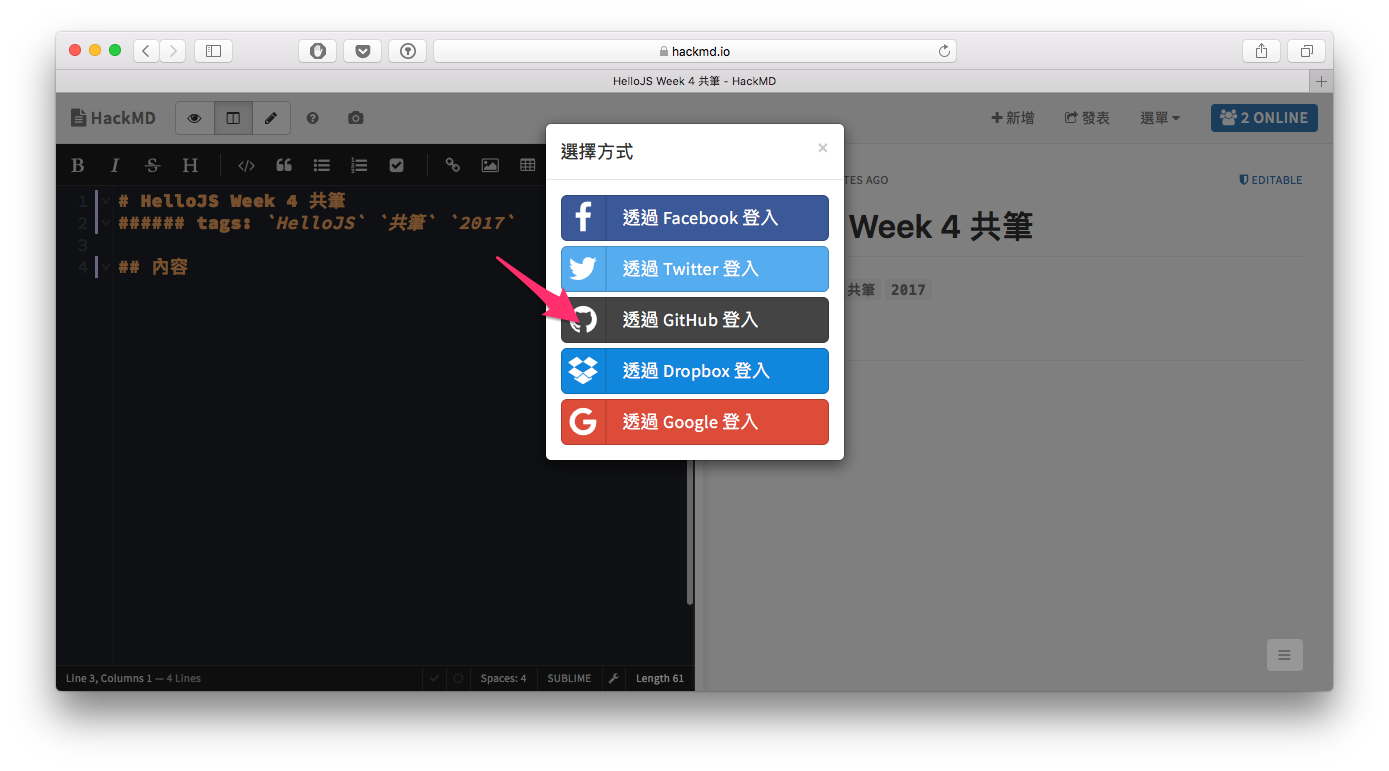 hackmd.io
HelloJS Week 4 共筆 - HackMD
HackMD
新增
發表
選單
2 ONLINE
B I S H
選擇方式
×
透過 Facebook 登入
透過 Twitter 登入
透過 GitHub 登入
透過 Dropbox 登入
透過 Google 登入
1 # HelloJS Week 4 共筆
2 ###### tags: `HelloJS` `共筆` `2017`
3
4 ## 內容
AGO
EDITABLE
Week 4 共筆
共筆 2017
Line 3, Columns 1 — 4 Lines
Spaces: 4
SUBLIME
Length 61